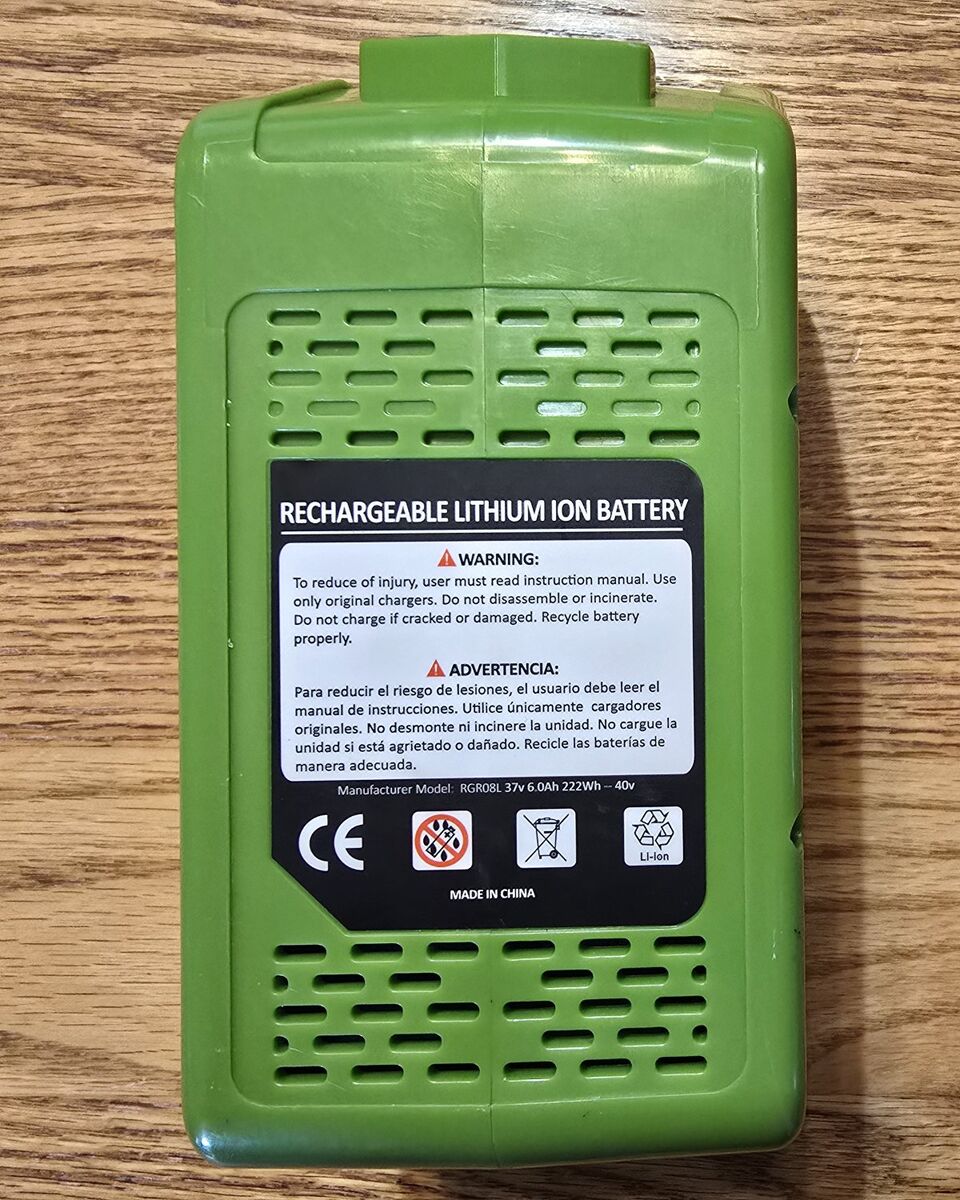 RECHARGEABLE LITHIUM ION BATTERY
WARNING:
To reduce of injury, user must read instruction manual. Use
only original chargers. Do not disassemble or incinerate.
Do not charge if cracked or damaged. Recycle battery
properly.
ADVERTENCIA:
Para reducir el riesgo de lesiones, el usuario debe leer el
manual de instrucciones. Utilice únicamente cargadores
originales. No desmonte ni incinere la unidad. No cargue la
unidad si está agrietado o dañado. Recicle las baterías de
manera adecuada.
Manufacturer Model: RGR08L 37v 6.0Ah 222Wh -- 40v
CE
LI-Ion
MADE IN CHINA